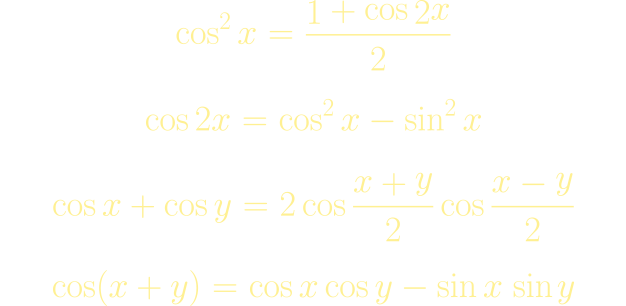 cos² x = (1 + cos 2x)/2
cos 2x = cos² x − sin² x
cos x + cos y = 2 cos (x + y)/2 cos (x − y)/2
cos(x + y) = cos x cos y − sin x sin y